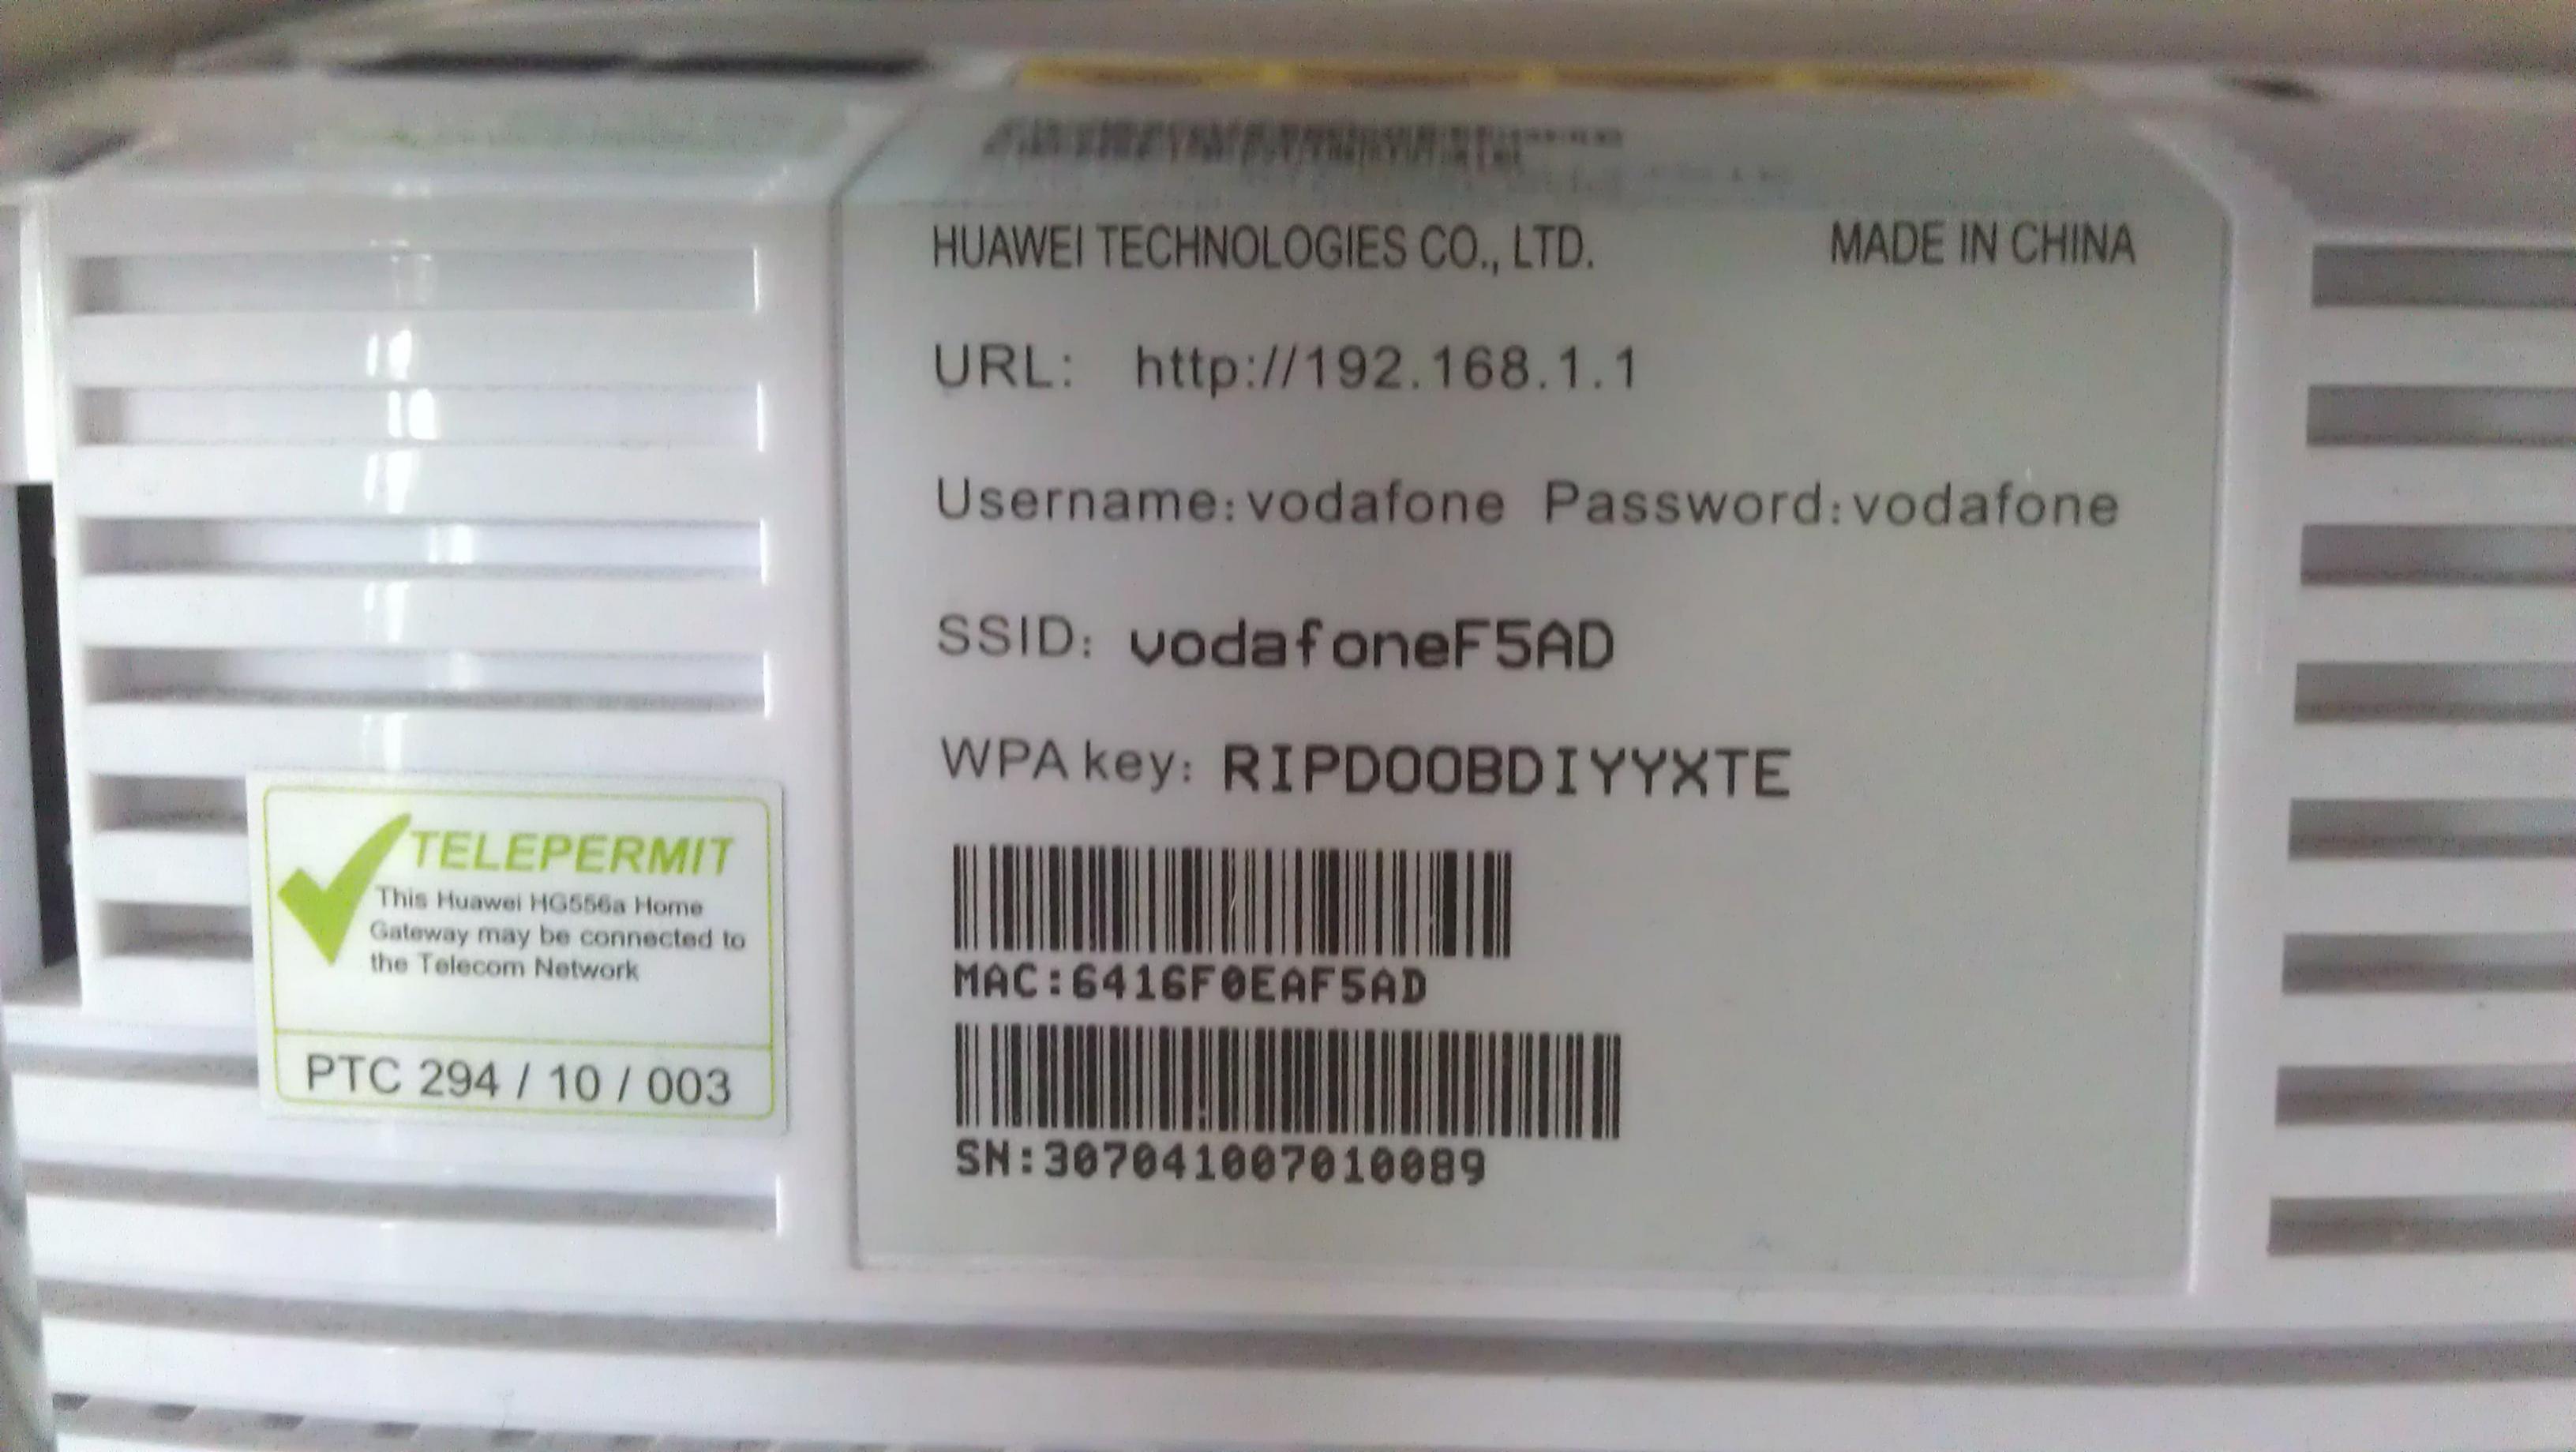 HUAWEI TECHNOLOGIES CO., LTD. MADE IN CHINA
URL: http://192.168.1.1
Username:vodafone Password:vodafone
SSID: vodafoneF5AD
WPA key: RIPDOOBDIYYXTE
MAC:6416F0EAF5AD
SN:307041007010089
TELEPERMIT
This Huawei HG556a Home
Gateway may be connected to
the Telecom Network
PTC 294 / 10 / 003